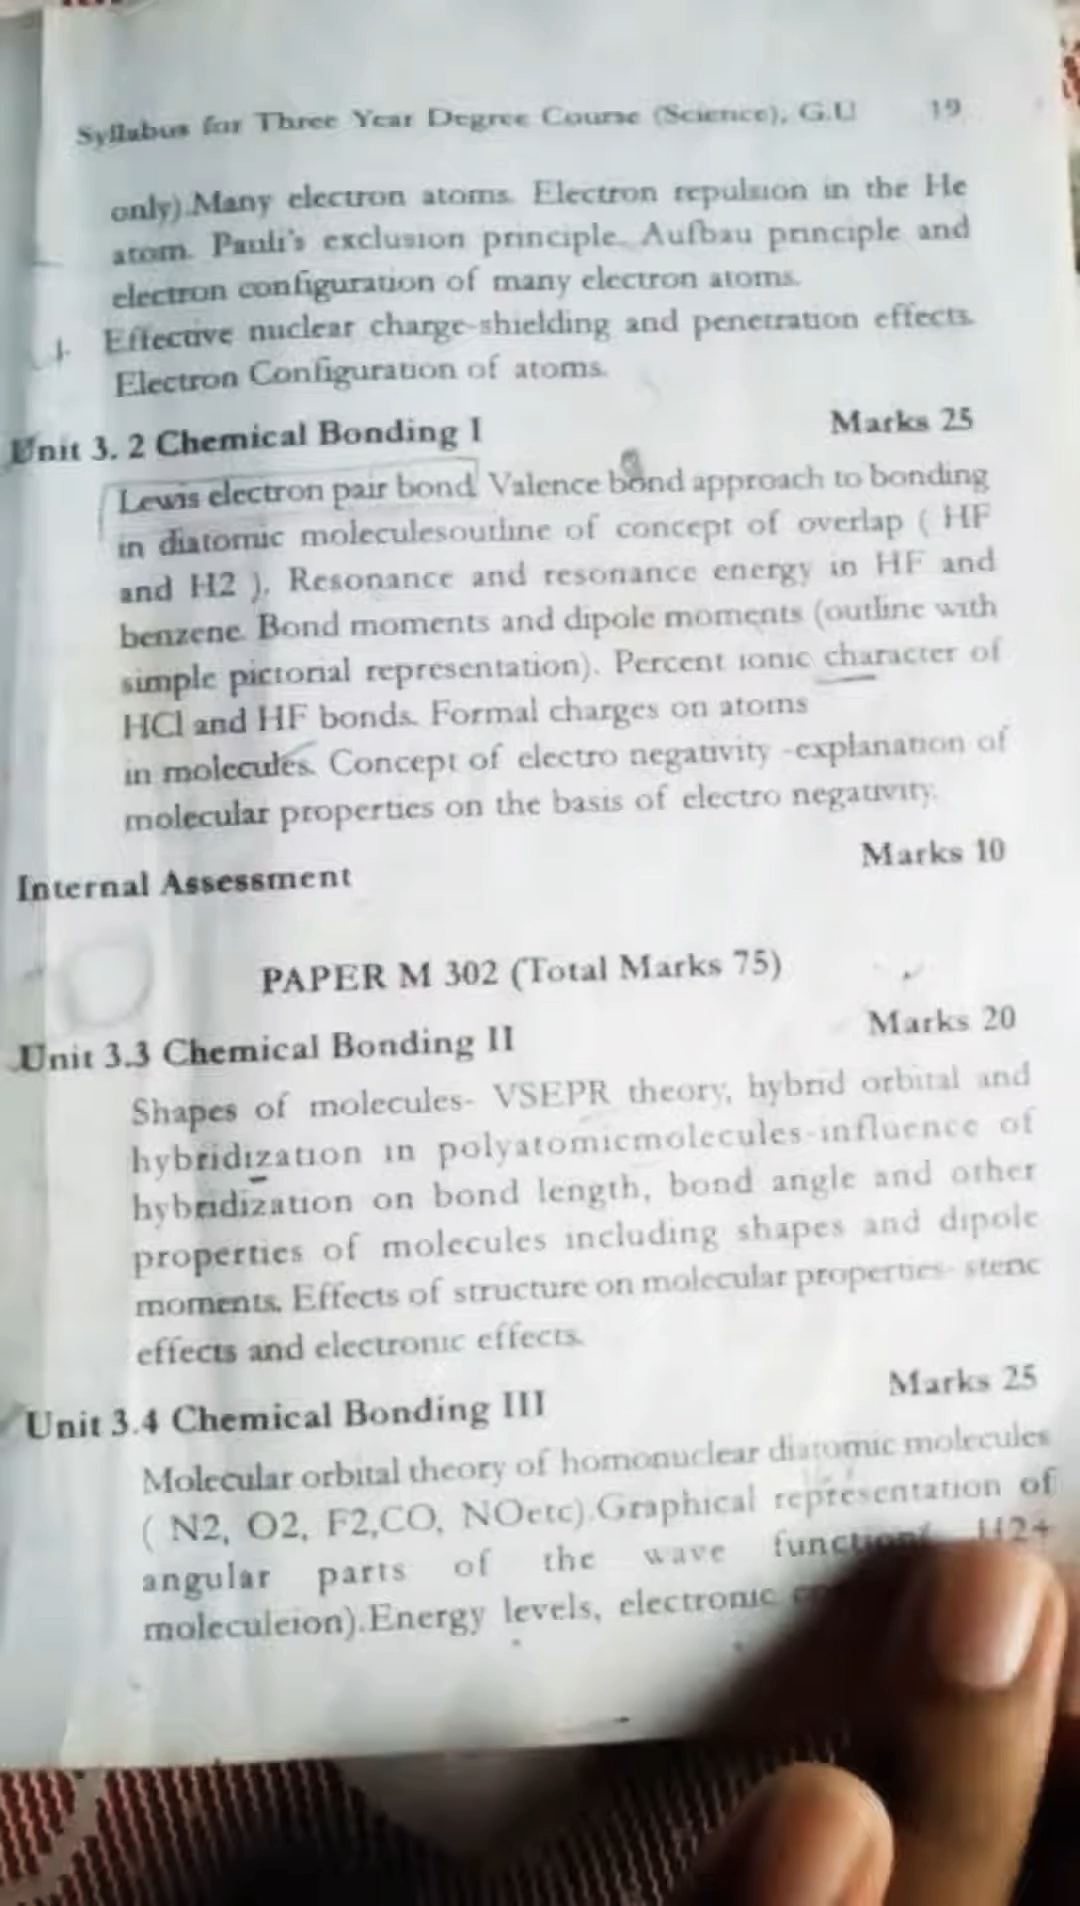 Syllabus for Three Year Degree Course (Science), G.U 19
only).Many electron atoms. Electron repulsion in the He
atom. Pauli's exclusion principle. Aufbau principle and
electron configuration of many electron atoms.
Effective nuclear charge-shielding and penetration effects.
Electron Configuration of atoms.
Unit 3. 2 Chemical Bonding I Marks 25
Lewis electron pair bond Valence bond approach to bonding
in diatomic moleculesoutline of concept of overlap ( HF
and H2 ), Resonance and resonance energy in HF and
benzene. Bond moments and dipole moments (outline with
simple pictorial representation). Percent ionic character of
HCl and HF bonds. Formal charges on atoms
in molecules. Concept of electro negativity -explanation of
molecular properties on the basis of electro negativity.
Internal Assessment Marks 10
PAPER M 302 (Total Marks 75)
Unit 3.3 Chemical Bonding II Marks 20
Shapes of molecules- VSEPR theory, hybrid orbital and
hybridization in polyatomicmolecules-influence of
hybridization on bond length, bond angle and other
properties of molecules including shapes and dipole
moments. Effects of structure on molecular properties- steric
effects and electronic effects.
Unit 3.4 Chemical Bonding III Marks 25
Molecular orbital theory of homonuclear diatomic molecules
( N2, O2, F2,CO, NOetc).Graphical representation of
angular parts of the wave H2+
moleculeion).Energy levels, electronic